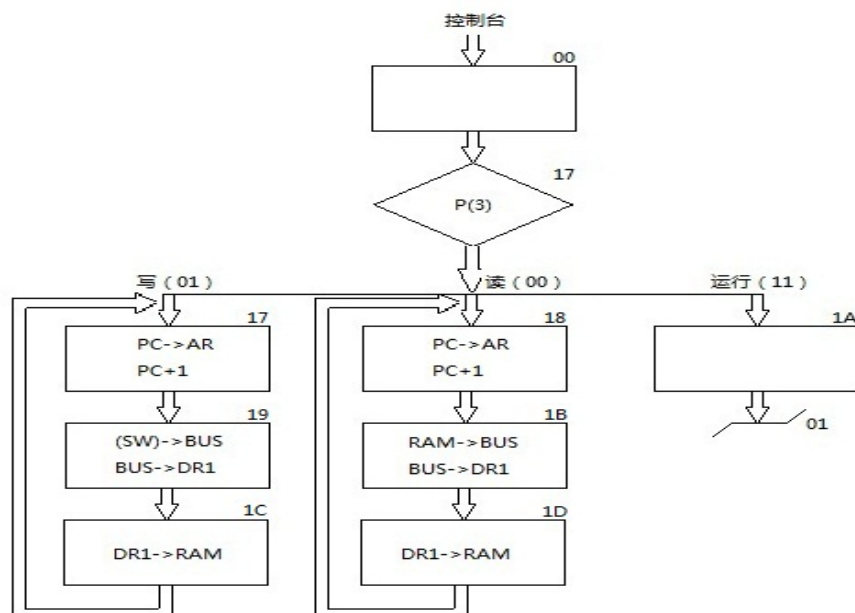 控制台
00
17
P(3)
写（01）
读（00）
运行（11）
17
PC->AR
PC+1
18
PC->AR
PC+1
1A
01
19
(SW)->BUS
BUS->DR1
1B
RAM->BUS
BUS->DR1
1C
DR1->RAM
1D
DR1->RAM